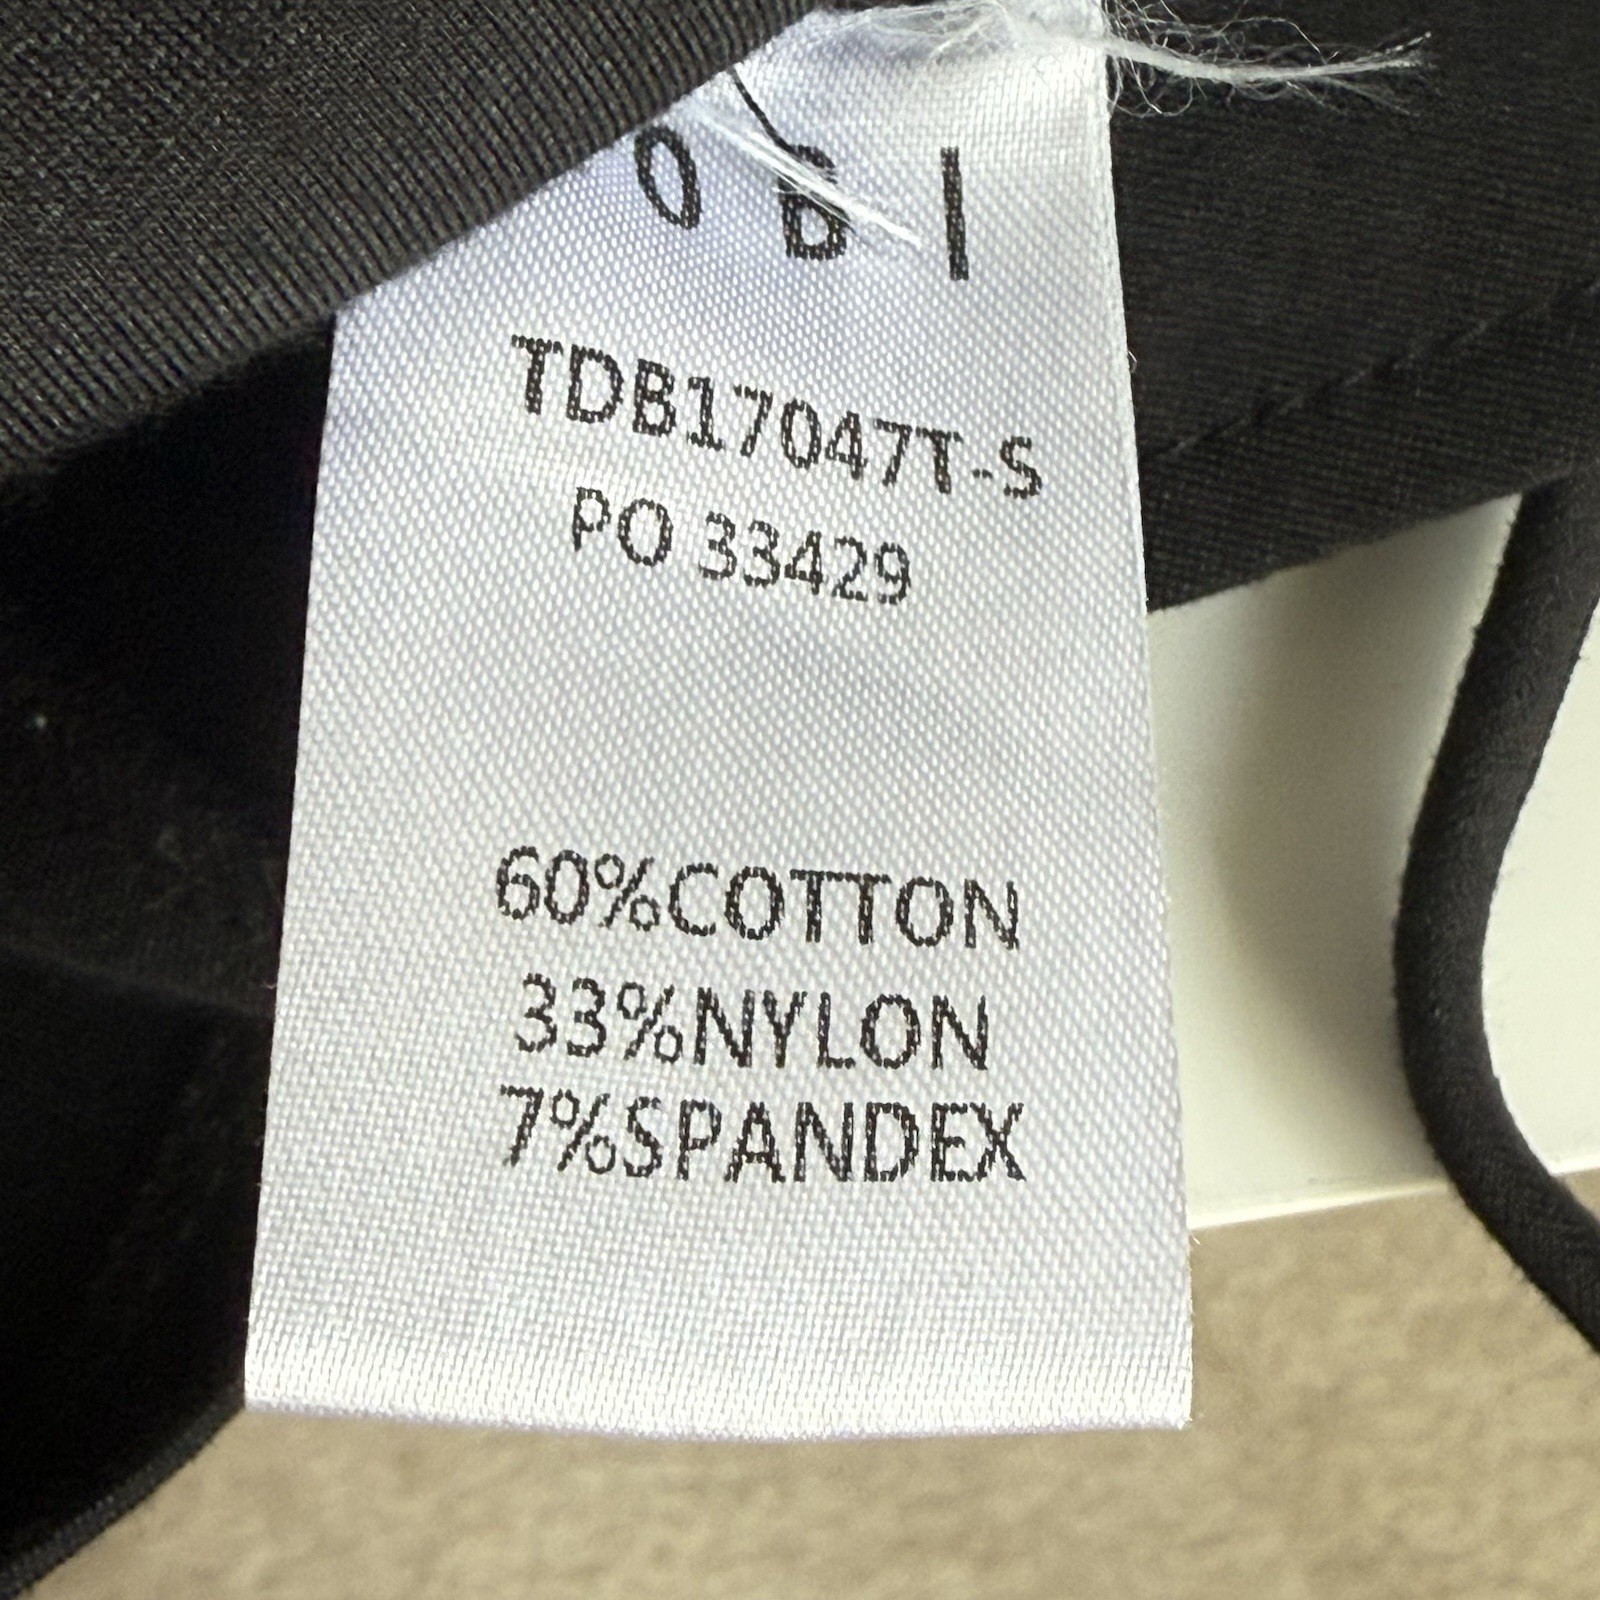 O B I
TDB17047T-S
PO 33429
60%COTTON
33%NYLON
7%SPANDEX